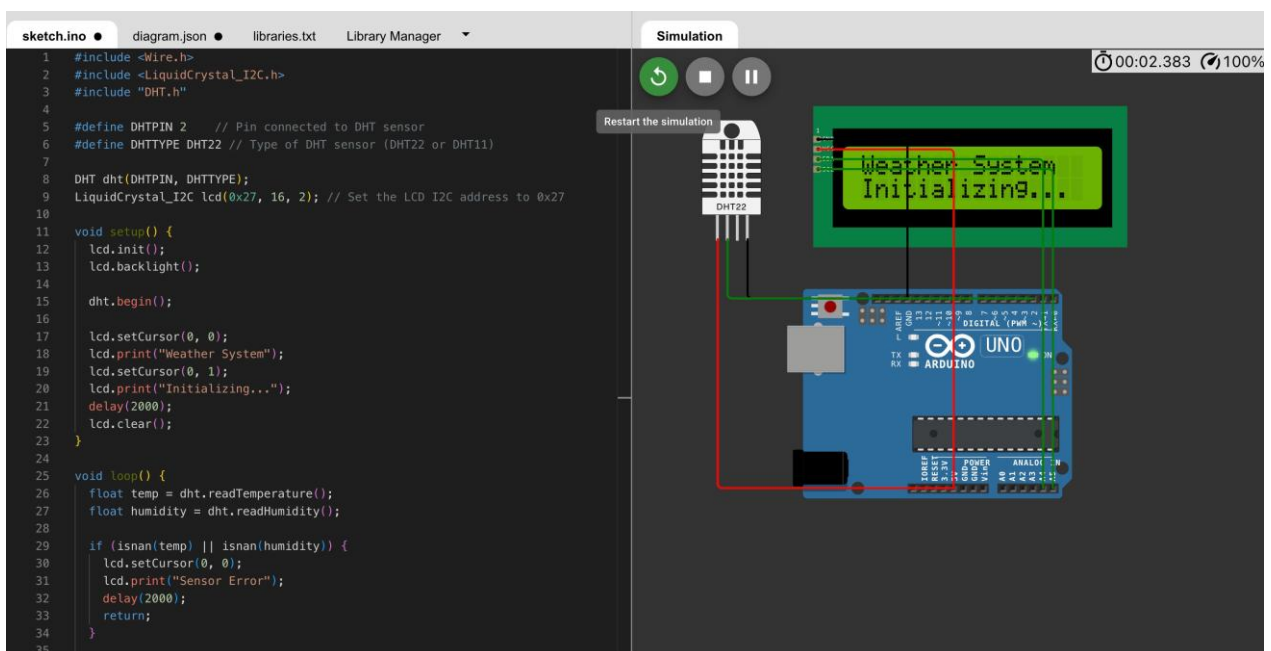 sketch.ino ● diagram.json ● libraries.txt Library Manager
1 #include <Wire.h>
2 #include <LiquidCrystal_I2C.h>
3 #include "DHT.h"
4
5 #define DHTPIN 2 // Pin connected to DHT sensor
6 #define DHTTYPE DHT22 // Type of DHT sensor (DHT22 or DHT11)
7
8 DHT dht(DHTPIN, DHTTYPE);
9 LiquidCrystal_I2C lcd(0x27, 16, 2); // Set the LCD I2C address to 0x27
10
11 void setup() {
12 lcd.init();
13 lcd.backlight();
14
15 dht.begin();
16
17 lcd.setCursor(0, 0);
18 lcd.print("Weather System");
19 lcd.setCursor(0, 1);
20 lcd.print("Initializing...");
21 delay(2000);
22 lcd.clear();
23 }
24
25 void loop() {
26 float temp = dht.readTemperature();
27 float humidity = dht.readHumidity();
28
29 if (isnan(temp) || isnan(humidity)) {
30 lcd.setCursor(0, 0);
31 lcd.print("Sensor Error");
32 delay(2000);
33 return;
34 }
35
Simulation
00:02.383 100%
Restart the simulation
1
Weather System
Initializing...
DHT22
AREF
GND
13
12
~11
~10
~9
8
7
~6
~5
4
~3
2
DIGITAL (PWM ~)
L
TX
RX
UNO
ARDUINO
ON
IOREF
RESET
3.3V
5V
GND
GND
Vin
POWER
ANALOG IN
A0
A1
A2
A3